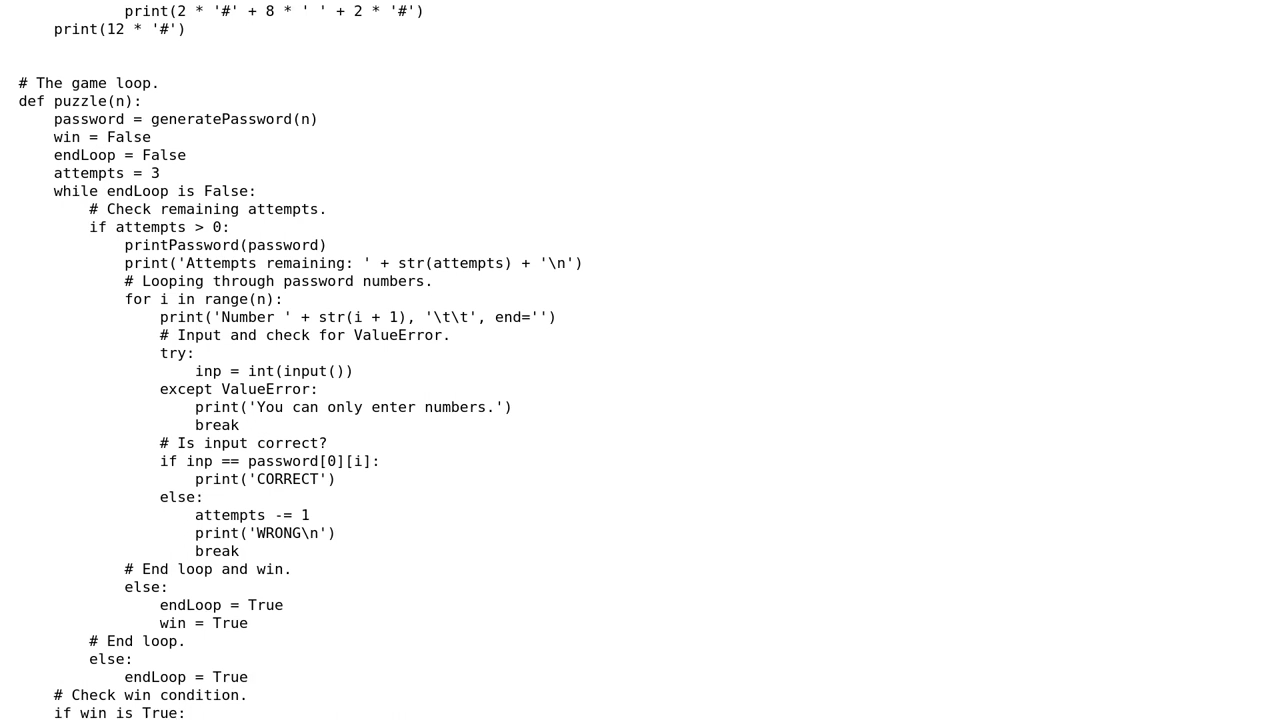 print(2 * '#' + 8 * ' ' + 2 * '#')
    print(12 * '#')


# The game loop.
def puzzle(n):
    password = generatePassword(n)
    win = False
    endLoop = False
    attempts = 3
    while endLoop is False:
        # Check remaining attempts.
        if attempts > 0:
            printPassword(password)
            print('Attempts remaining: ' + str(attempts) + '\n')
            # Looping through password numbers.
            for i in range(n):
                print('Number ' + str(i + 1), '\t\t', end='')
                # Input and check for ValueError.
                try:
                    inp = int(input())
                except ValueError:
                    print('You can only enter numbers.')
                    break
                # Is input correct?
                if inp == password[0][i]:
                    print('CORRECT')
                else:
                    attempts -= 1
                    print('WRONG\n')
                    break
            # End loop and win.
            else:
                endLoop = True
                win = True
        # End loop.
        else:
            endLoop = True
    # Check win condition.
    if win is True: